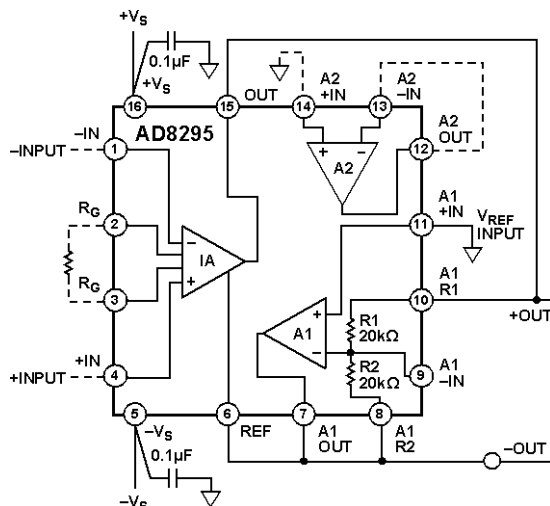 +VS
0.1µF
+VS
OUT
A2
+IN
A2
–IN
16
15
14
13
AD8295
–IN
–INPUT
1
A2
A2
OUT
12
RG
2
A1
+IN
11
VREF
INPUT
IA
RG
3
A1
R1
10
+OUT
A1
R1
20kΩ
R2
20kΩ
+IN
+INPUT
4
9
A1
–IN
5
6
7
8
–VS
REF
A1
OUT
A1
R2
–OUT
0.1µF
–VS